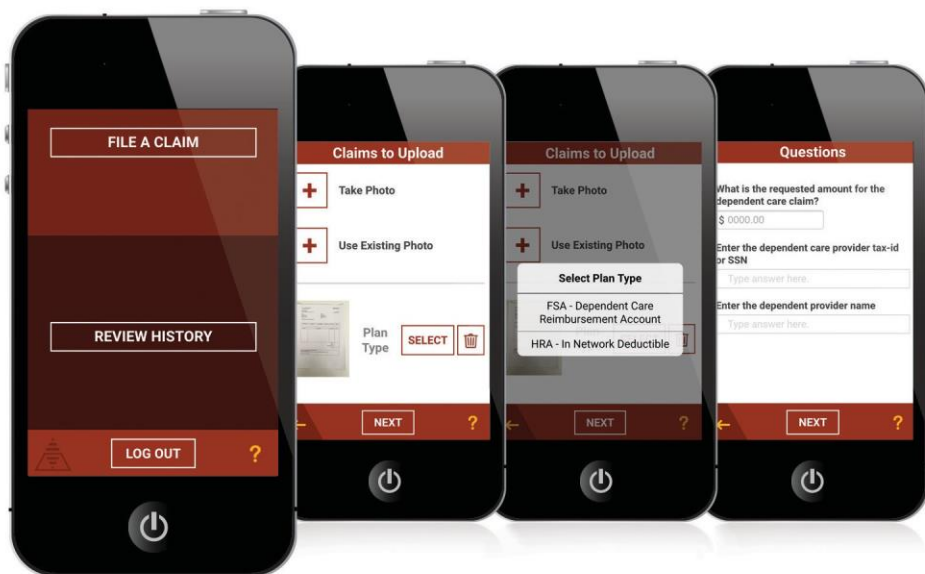 FILE A CLAIM
REVIEW HISTORY
LOG OUT
?
Claims to Upload
+ Take Photo
+ Use Existing Photo
Plan
Type
SELECT
←
NEXT
?
Claims to Upload
+ Take Photo
+ Use Existing Photo
Select Plan Type
FSA - Dependent Care
Reimbursement Account
HRA - In Network Deductible
←
NEXT
?
Questions
What is the requested amount for the
dependent care claim?
$ 0000.00
Enter the dependent care provider tax-id
or SSN
Type answer here.
Enter the dependent provider name
Type answer here.
←
NEXT
?